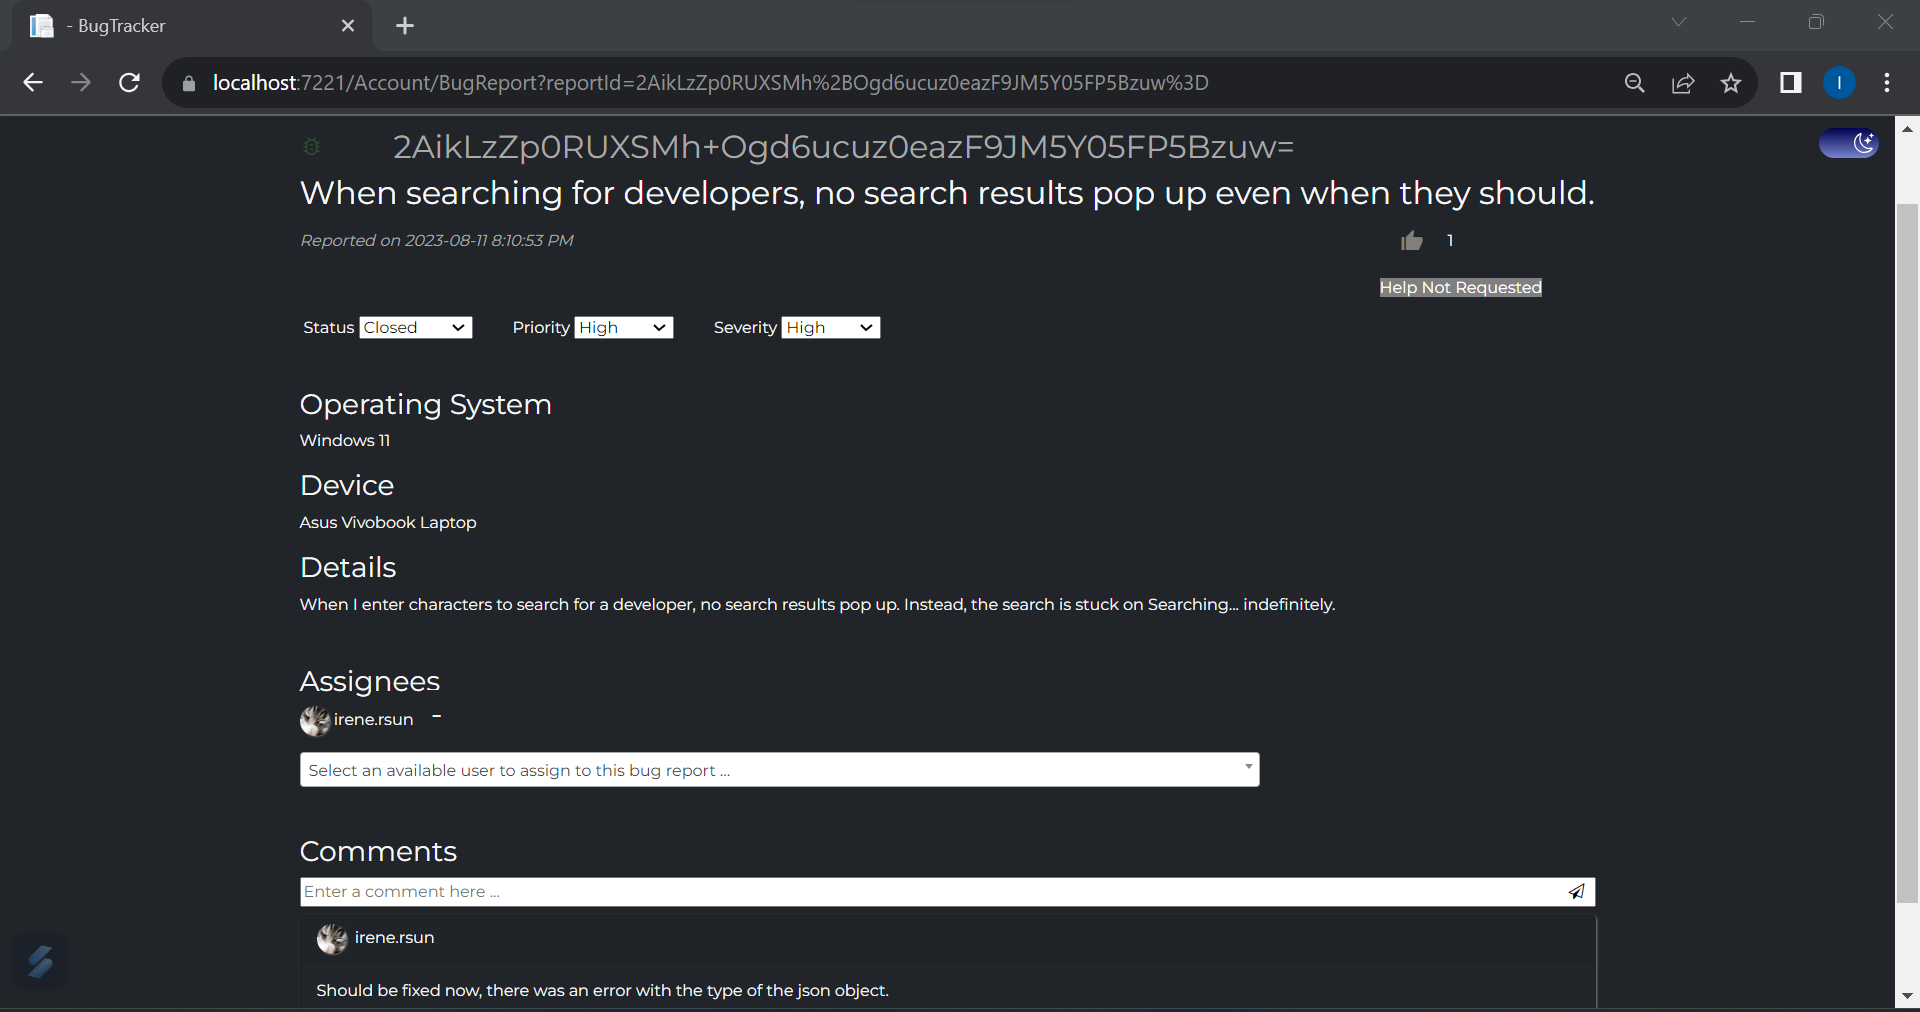 - BugTracker
localhost:7221/Account/BugReport?reportId=2AikLzZp0RUXSMh%2BOgd6ucuz0eazF9JM5Y05FP5Bzuw%3D
I
2AikLzZp0RUXSMh+Ogd6ucuz0eazF9JM5Y05FP5Bzuw=
When searching for developers, no search results pop up even when they should.
Reported on 2023-08-11 8:10:53 PM
1
Help Not Requested
Status Closed Priority High Severity High
Operating System
Windows 11
Device
Asus Vivobook Laptop
Details
When I enter characters to search for a developer, no search results pop up. Instead, the search is stuck on Searching... indefinitely.
Assignees
irene.rsun -
Select an available user to assign to this bug report ...
Comments
Enter a comment here ...
irene.rsun
Should be fixed now, there was an error with the type of the json object.